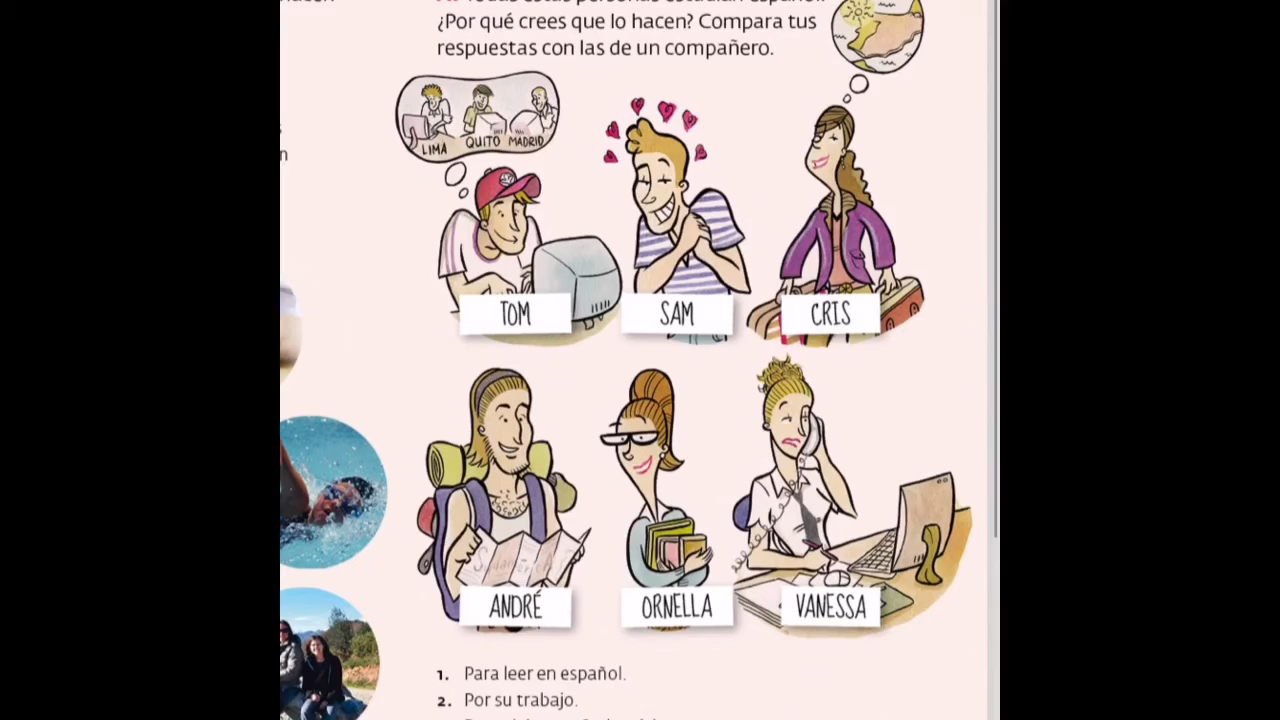 ¿Por qué crees que lo hacen? Compara tus
respuestas con las de un compañero.
LIMA
QUITO
MADRID
TOM
SAM
CRIS
ANDRÉ
ORNELLA
VANESSA
1. Para leer en español.
2. Por su trabajo.